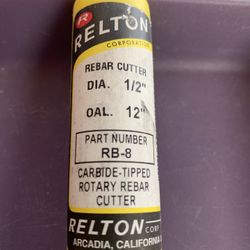 R
RELTON
CORPORATION
REBAR CUTTER
DIA. 1/2"
OAL. 12"
PART NUMBER
RB-8
CARBIDE-TIPPED
ROTARY REBAR
CUTTER
RELTON CORP
ARCADIA, CALIFORNIA